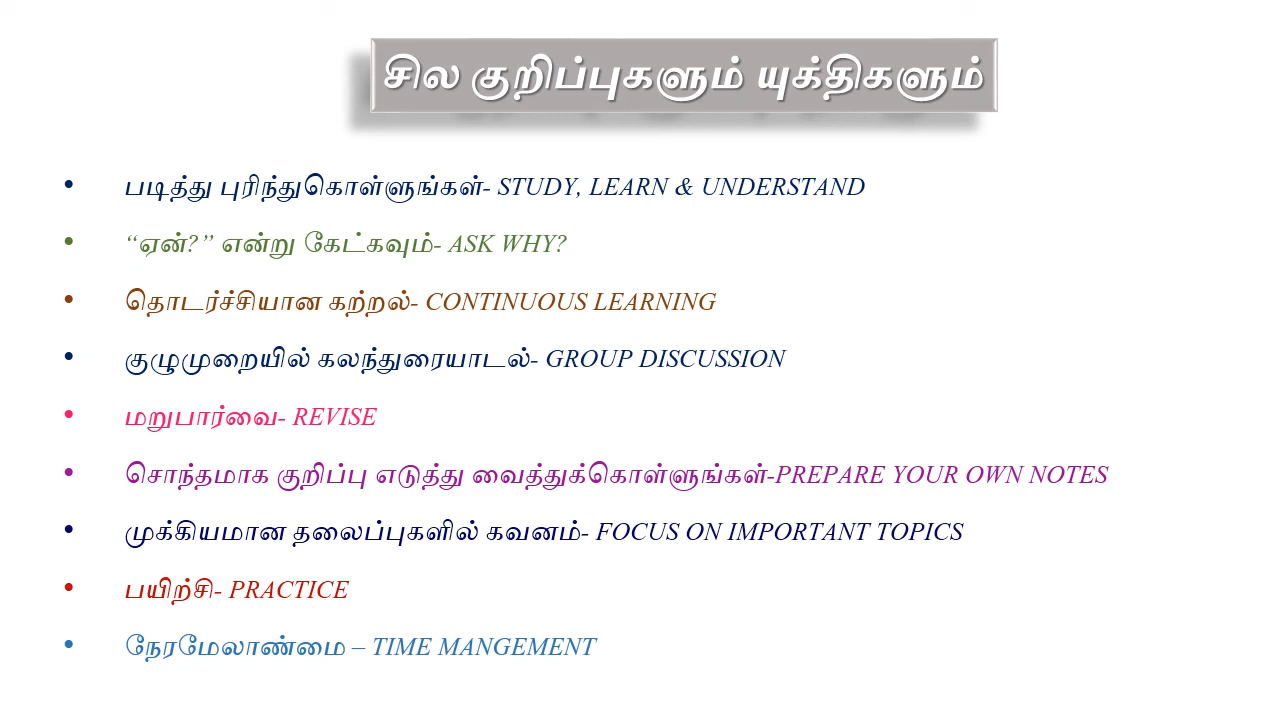 சில குறிப்புகளும் யுக்திகளும்
• படித்து புரிந்துகொள்ளுங்கள்- STUDY, LEARN & UNDERSTAND
• “ஏன்?” என்று கேட்கவும்- ASK WHY?
• தொடர்ச்சியான கற்றல்- CONTINUOUS LEARNING
• குழுமுறையில் கலந்துரையாடல்- GROUP DISCUSSION
• மறுபார்வை- REVISE
• சொந்தமாக குறிப்பு எடுத்து வைத்துக்கொள்ளுங்கள்-PREPARE YOUR OWN NOTES
• முக்கியமான தலைப்புகளில் கவனம்- FOCUS ON IMPORTANT TOPICS
• பயிற்சி- PRACTICE
• நேரமேலாண்மை – TIME MANGEMENT